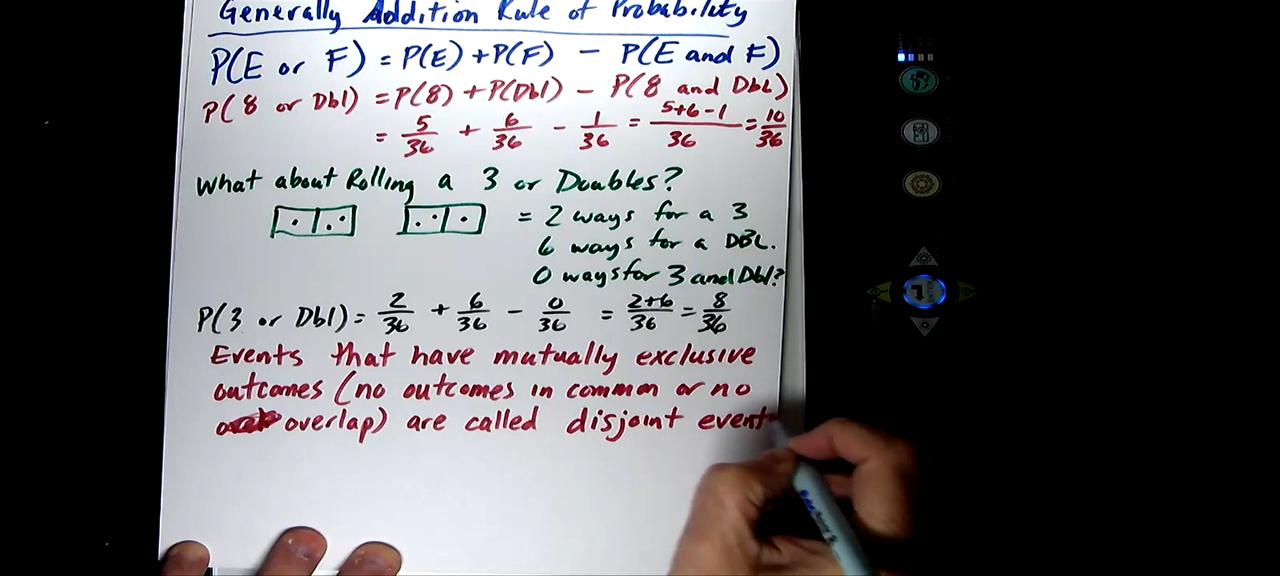 Generally Addition Rule of Probability
P(E or F) = P(E) + P(F) - P(E and F)
P(8 or Dbl) = P(8) + P(Dbl) - P(8 and Dbl)
= 5/36 + 6/36 - 1/36 = 5+6-1/36 = 10/36
What about Rolling a 3 or Doubles?
= 2 ways for a 3
6 ways for a DBL.
0 ways for 3 and Dbl?
P(3 or Dbl) = 2/36 + 6/36 - 0/36 = 2+6/36 = 8/36
Events that have mutually exclusive
outcomes (no outcomes in common or no
overlap) are called disjoint event